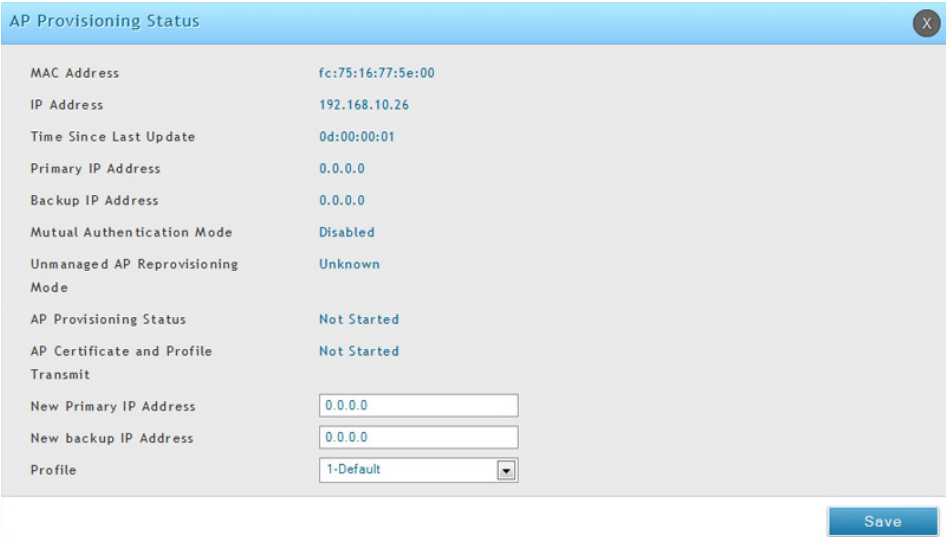 AP Provisioning Status
X
MAC Address fc:75:16:77:5e:00
IP Address 192.168.10.26
Time Since Last Update 0d:00:00:01
Primary IP Address 0.0.0.0
Backup IP Address 0.0.0.0
Mutual Authentication Mode Disabled
Unmanaged AP Reprovisioning Unknown
Mode
AP Provisioning Status Not Started
AP Certificate and Profile Not Started
Transmit
New Primary IP Address 0.0.0.0
New backup IP Address 0.0.0.0
Profile 1-Default
Save